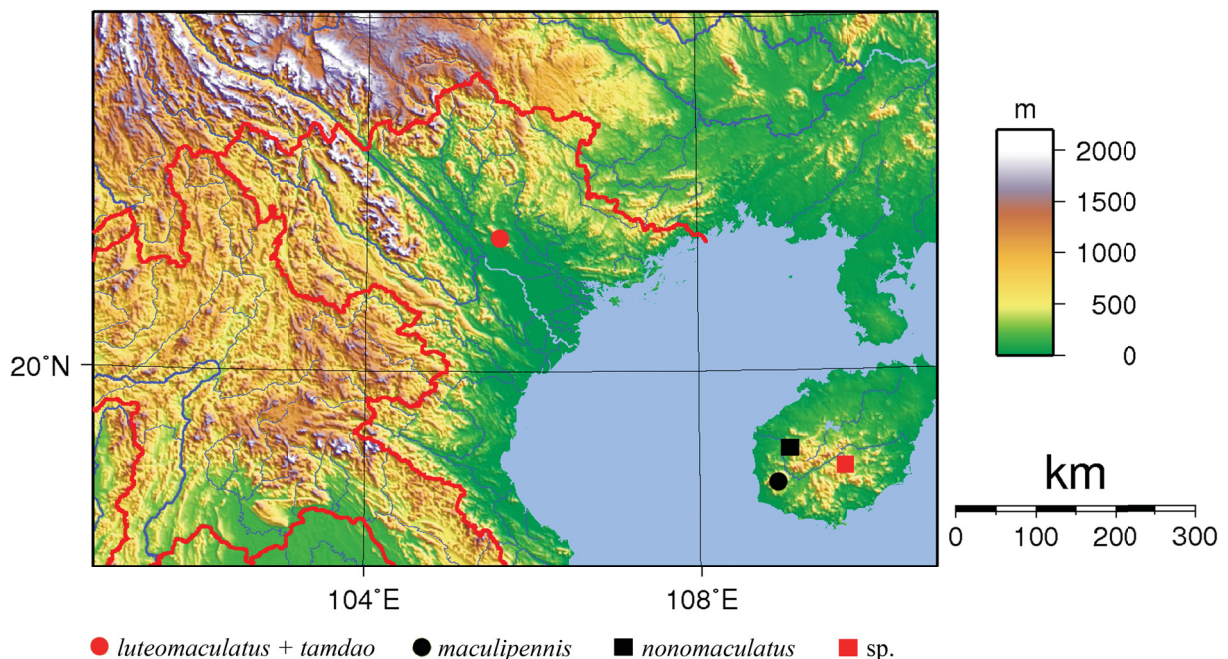 m
2000
1500
1000
500
0
20˚N
km
0 100 200 300
104˚E 108˚E
luteomaculatus + tamdao maculipennis nonomaculatus sp.